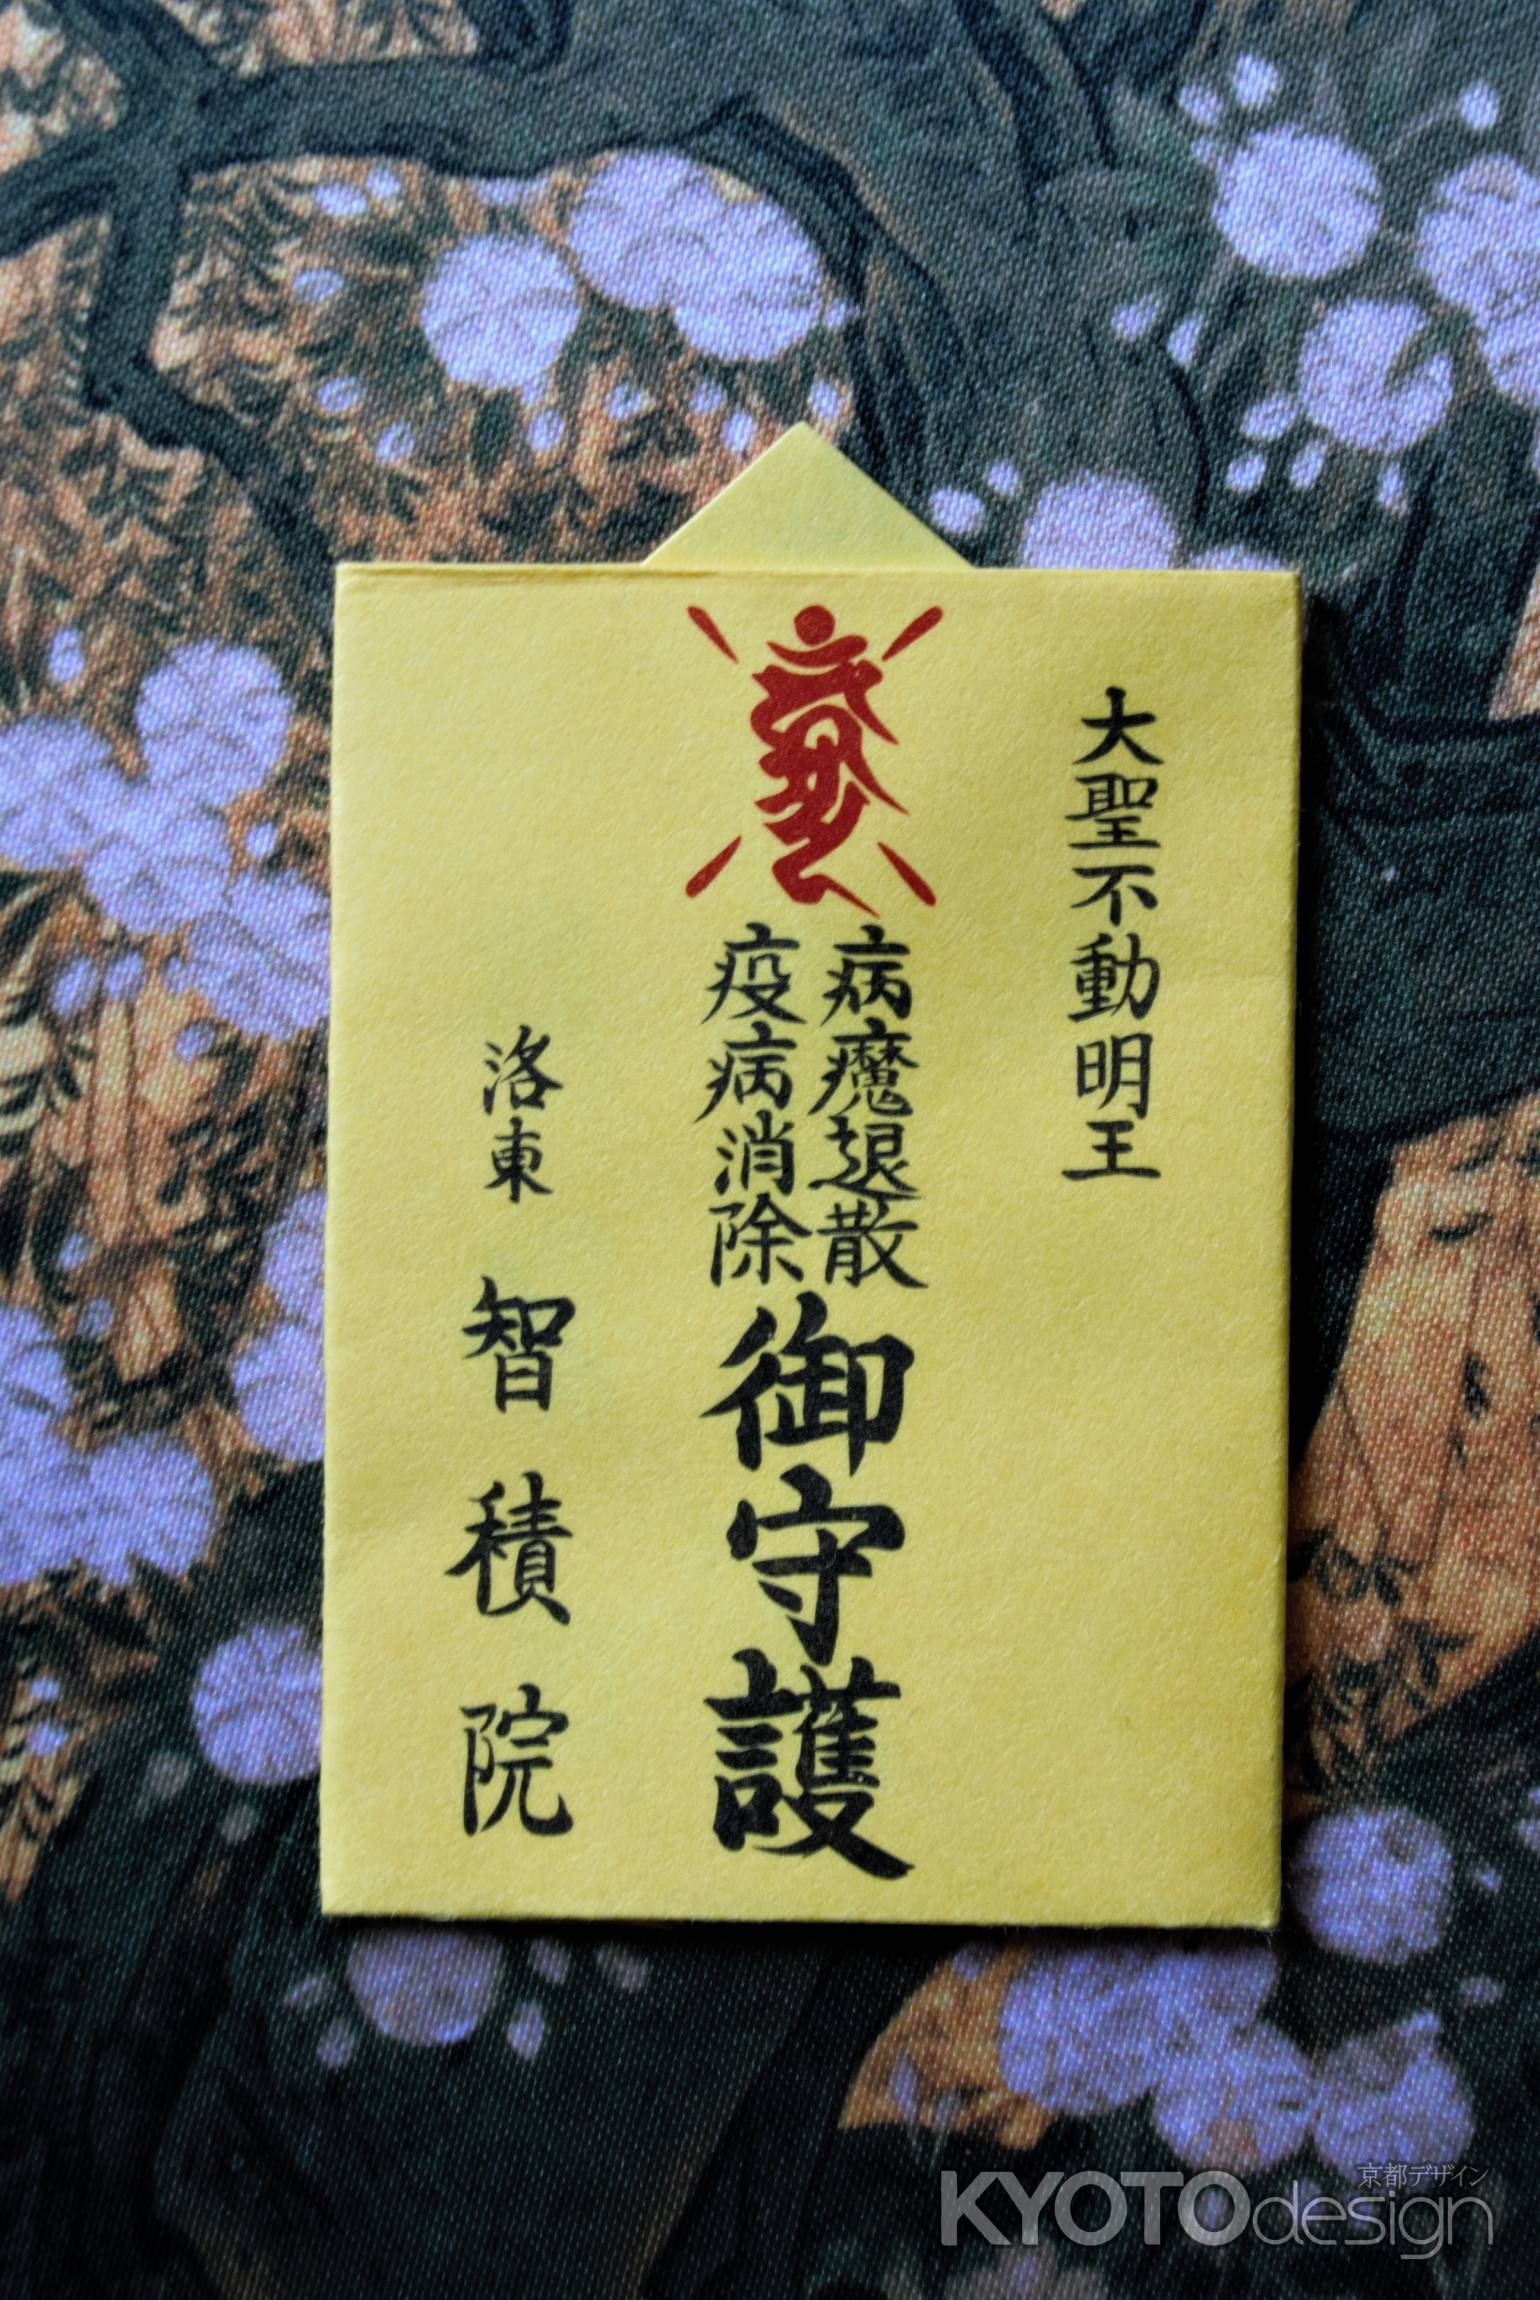 大聖不動明王
病魔退散
疫病消除
御守護
洛東 智積院
京都デザイン
KYOTOdesign